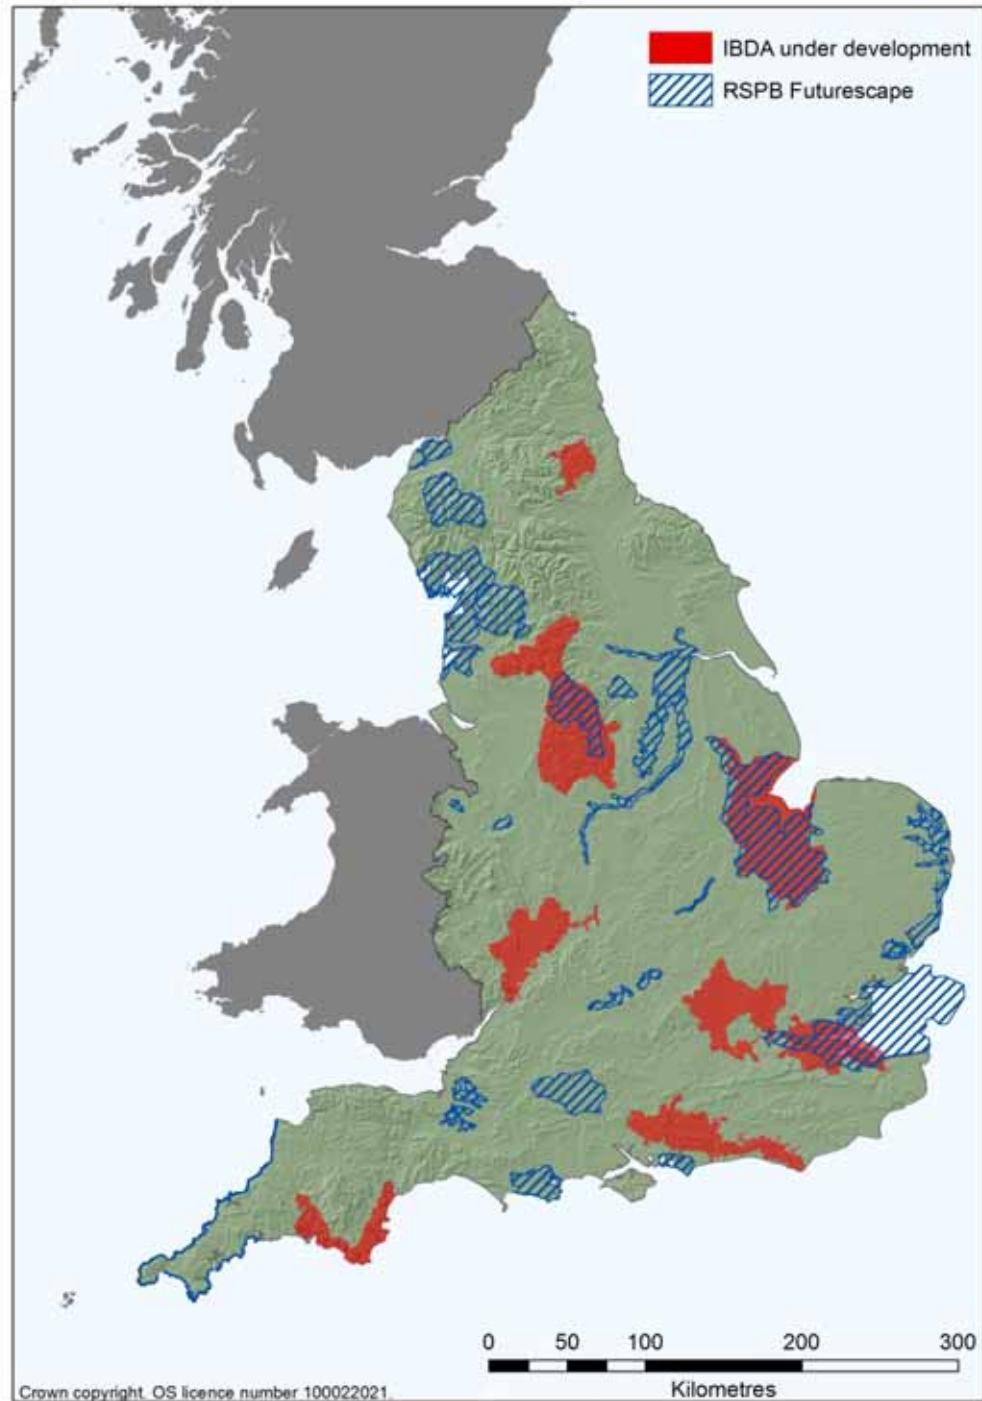 IBDA under development
RSPB Futurescape
0 50 100 200 300
Kilometres
Crown copyright. OS licence number 100022021.